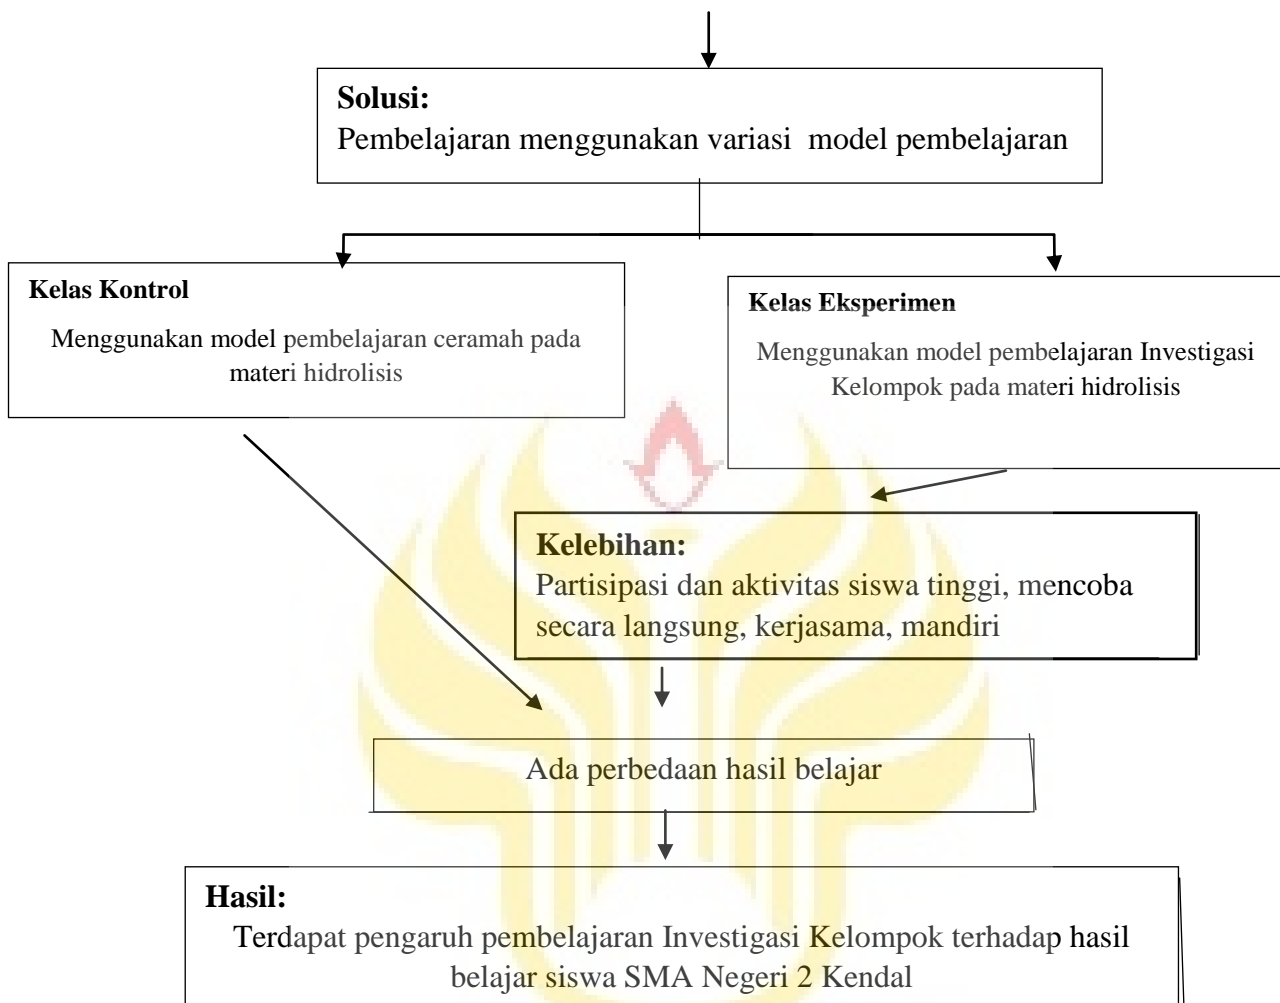 Solusi:
Pembelajaran menggunakan variasi  model pembelajaran
Kelas Kontrol
Menggunakan model pembelajaran ceramah pada
materi hidrolisis
Kelas Eksperimen
Menggunakan model pembelajaran Investigasi
Kelompok pada materi hidrolisis
Kelebihan:
Partisipasi dan aktivitas siswa tinggi, mencoba
secara langsung, kerjasama, mandiri
Ada perbedaan hasil belajar
Hasil:
Terdapat pengaruh pembelajaran Investigasi Kelompok terhadap hasil
belajar siswa SMA Negeri 2 Kendal